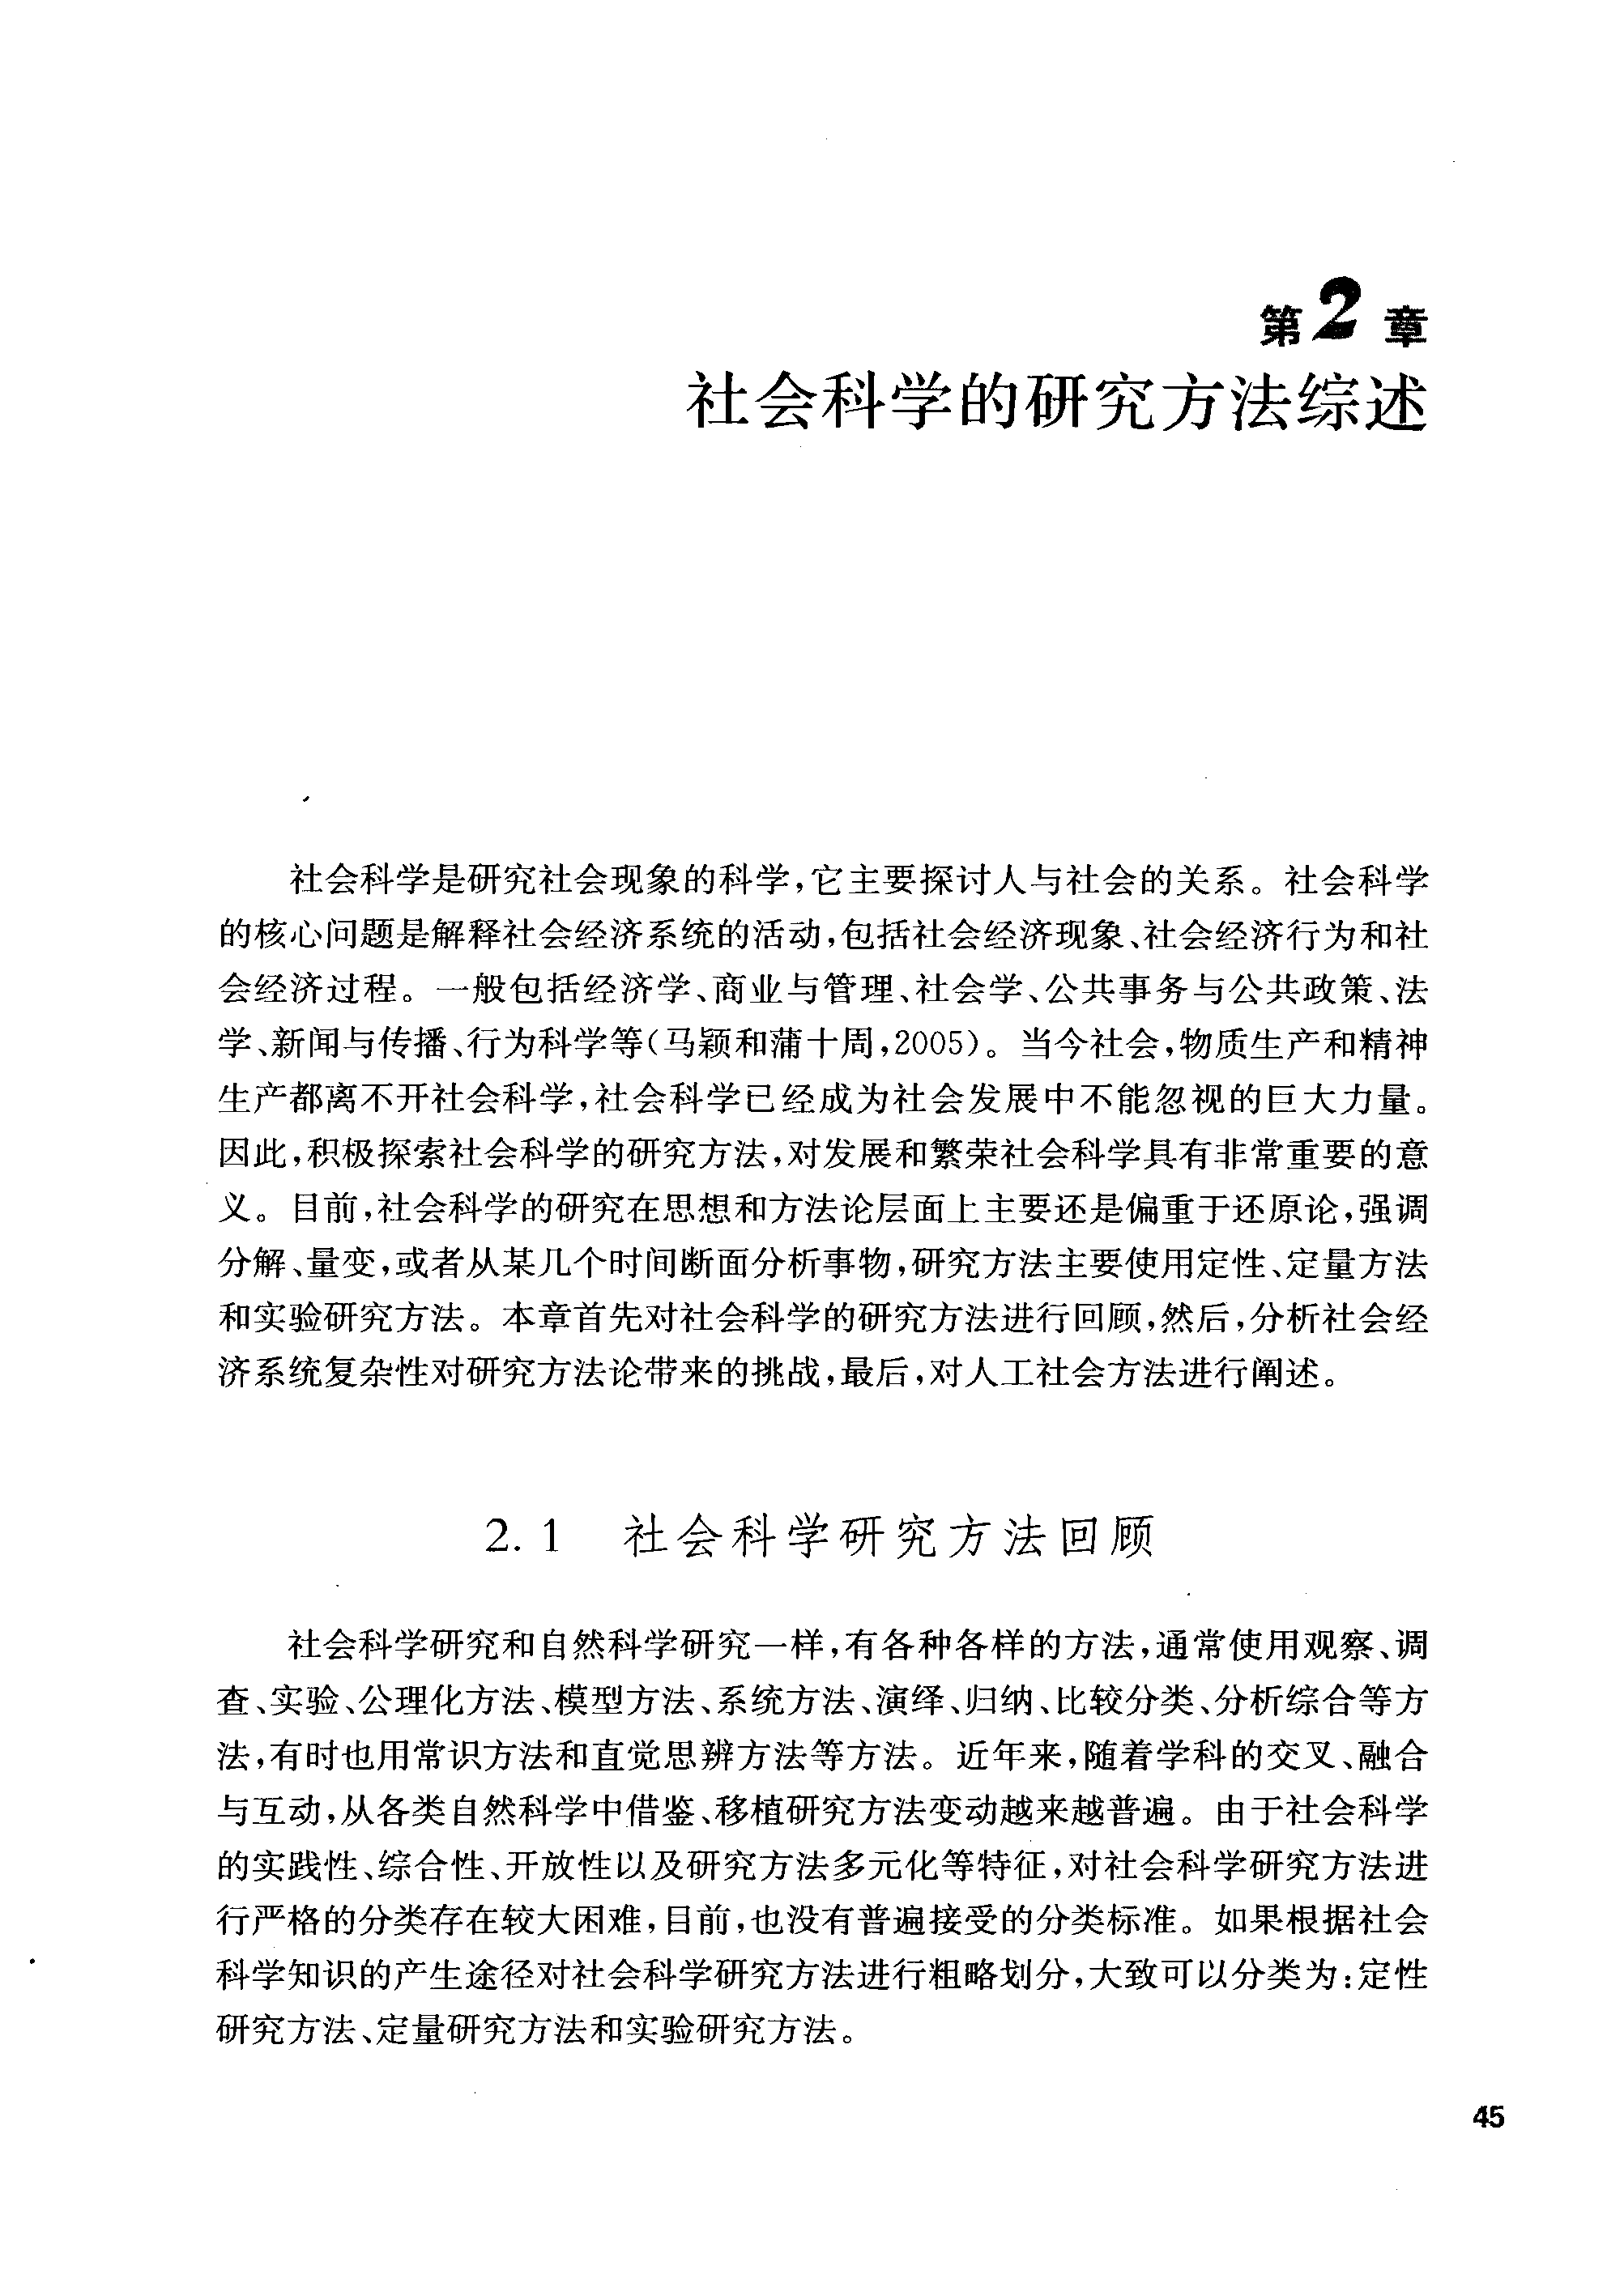 第2章
社会科学的研究方法综述
社会科学是研究社会现象的科学,它主要探讨人与社会的关系。社会科学
的核心问题是解释社会经济系统的活动,包括社会经济现象、社会经济行为和社
会经济过程。一般包括经济学、商业与管理、社会学、公共事务与公共政策、法
学、新闻与传播、行为科学等(马颖和蒲十周,2005)。当今社会,物质生产和精神
生产都离不开社会科学,社会科学已经成为社会发展中不能忽视的巨大力量。
因此,积极探索社会科学的研究方法,对发展和繁荣社会科学具有非常重要的意
义。目前,社会科学的研究在思想和方法论层面上主要还是偏重于还原论,强调
分解、量变,或者从某几个时间断面分析事物,研究方法主要使用定性、定量方法
和实验研究方法。本章首先对社会科学的研究方法进行回顾,然后,分析社会经
济系统复杂性对研究方法论带来的挑战,最后,对人工社会方法进行阐述。
2.1 社会科学研究方法回顾
社会科学研究和自然科学研究一样,有各种各样的方法,通常使用观察、调
查、实验、公理化方法、模型方法、系统方法、演绎、归纳、比较分类、分析综合等方
法,有时也用常识方法和直觉思辨方法等方法。近年来,随着学科的交叉、融合
与互动,从各类自然科学中借鉴、移植研究方法变动越来越普遍。由于社会科学
的实践性、综合性、开放性以及研究方法多元化等特征,对社会科学研究方法进
行严格的分类存在较大困难,目前,也没有普遍接受的分类标准。如果根据社会
科学知识的产生途径对社会科学研究方法进行粗略划分,大致可以分类为:定性
研究方法、定量研究方法和实验研究方法。
45